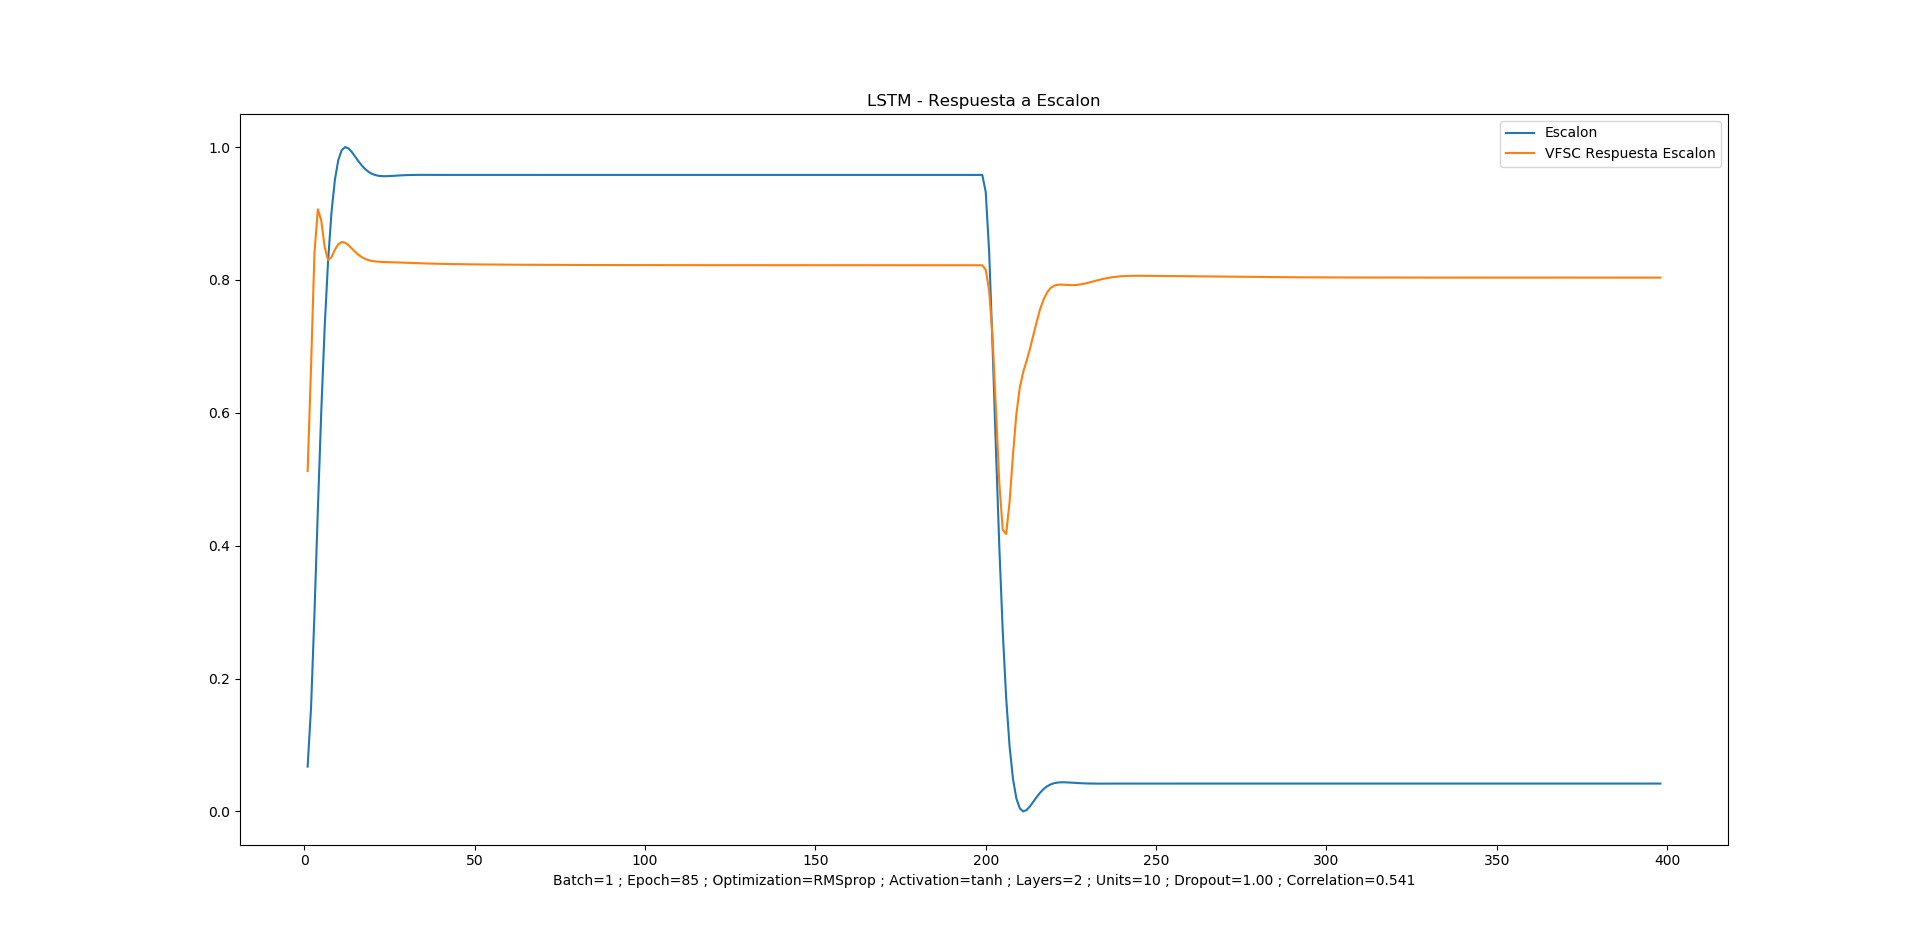 LSTM - Respuesta a Escalon
Escalon
VFSC Respuesta Escalon
1.0
0.8
0.6
0.4
0.2
0.0
0 50 100 150 200 250 300 350 400
Batch=1 ; Epoch=85 ; Optimization=RMSprop ; Activation=tanh ; Layers=2 ; Units=10 ; Dropout=1.00 ; Correlation=0.541